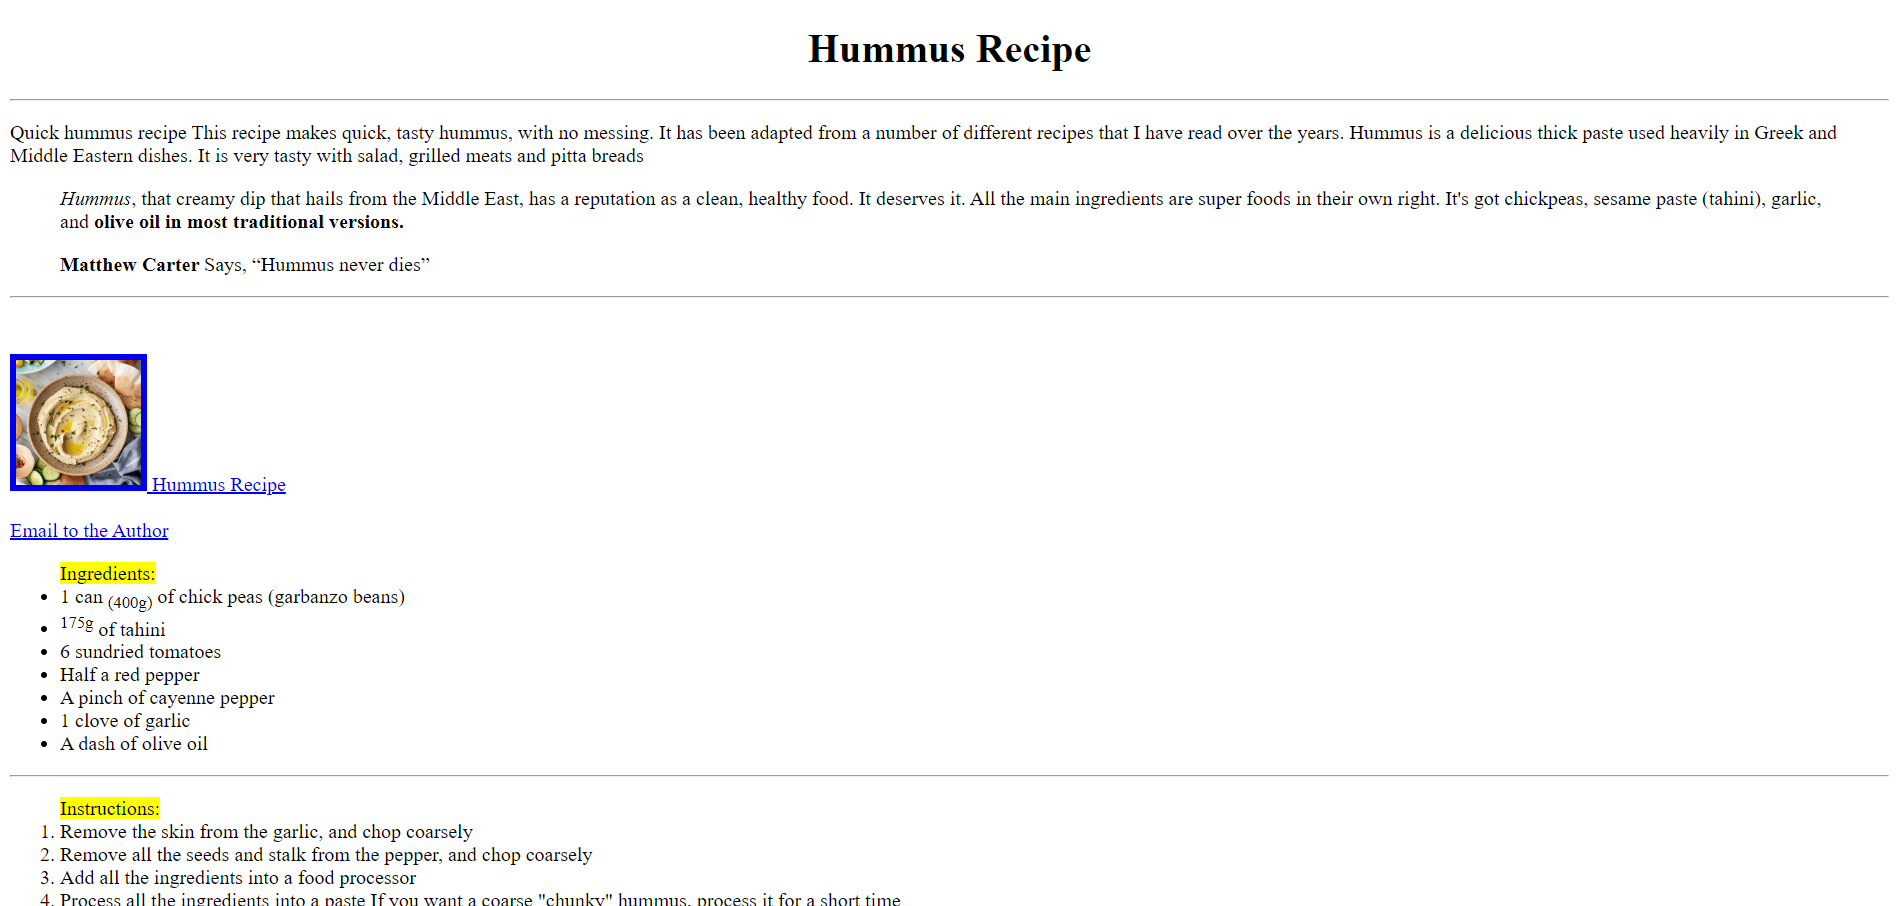 Hummus Recipe
Quick hummus recipe This recipe makes quick, tasty hummus, with no messing. It has been adapted from a number of different recipes that I have read over the years. Hummus is a delicious thick paste used heavily in Greek and
Middle Eastern dishes. It is very tasty with salad, grilled meats and pitta breads
Hummus, that creamy dip that hails from the Middle East, has a reputation as a clean, healthy food. It deserves it. All the main ingredients are super foods in their own right. It's got chickpeas, sesame paste (tahini), garlic,
and olive oil in most traditional versions.
Matthew Carter Says, “Hummus never dies”
Hummus Recipe
Email to the Author
Ingredients:
• 1 can (400g) of chick peas (garbanzo beans)
• 175g of tahini
• 6 sundried tomatoes
• Half a red pepper
• A pinch of cayenne pepper
• 1 clove of garlic
• A dash of olive oil
Instructions:
1. Remove the skin from the garlic, and chop coarsely
2. Remove all the seeds and stalk from the pepper, and chop coarsely
3. Add all the ingredients into a food processor
4. Process all the ingredients into a paste If you want a coarse "chunky" hummus, process it for a short time